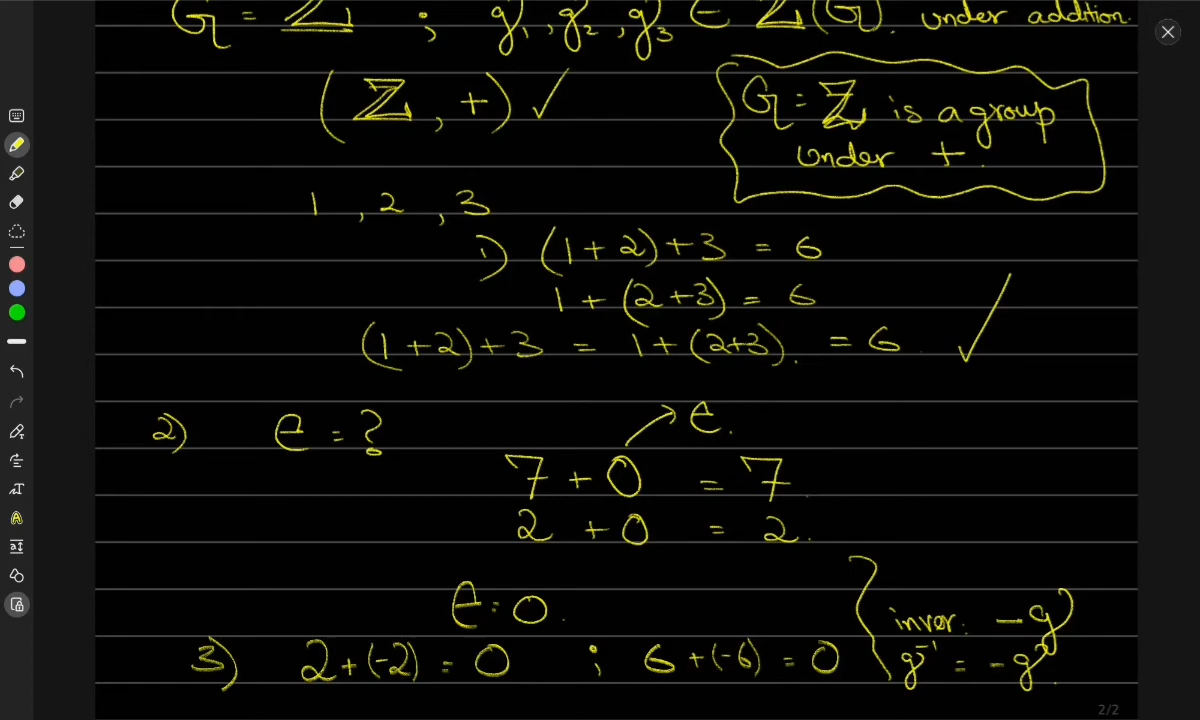 G = ℤ ; g₁, g₂, g₃ ∈ ℤ(G). under addition.
(ℤ, +) ✓
G = ℤ is a group
under +.
1, 2, 3
1) (1+2)+3 = 6
1+(2+3) = 6
(1+2)+3 = 1+(2+3). = 6 ✓
2) e = ?
e.
7 + 0 = 7
2 + 0 = 2.
e = 0.
3) 2+(-2) = 0 ; 6+(-6) = 0
inver. -g
g⁻¹ = -g
2/2